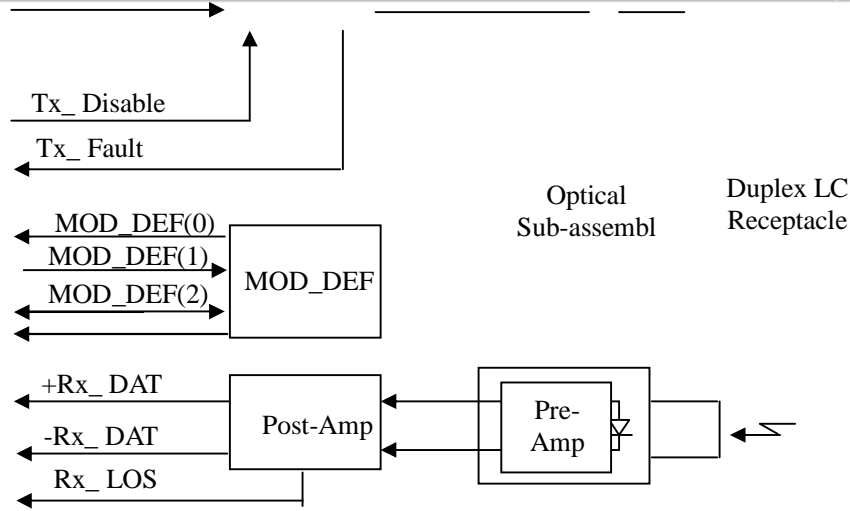 Tx_ Disable
Tx_ Fault
Optical
Sub-assembl
Duplex LC
Receptacle
MOD_DEF(0)
MOD_DEF(1)
MOD_DEF(2)
MOD_DEF
+Rx_ DAT
-Rx_ DAT
Rx_ LOS
Post-Amp
Pre-
Amp